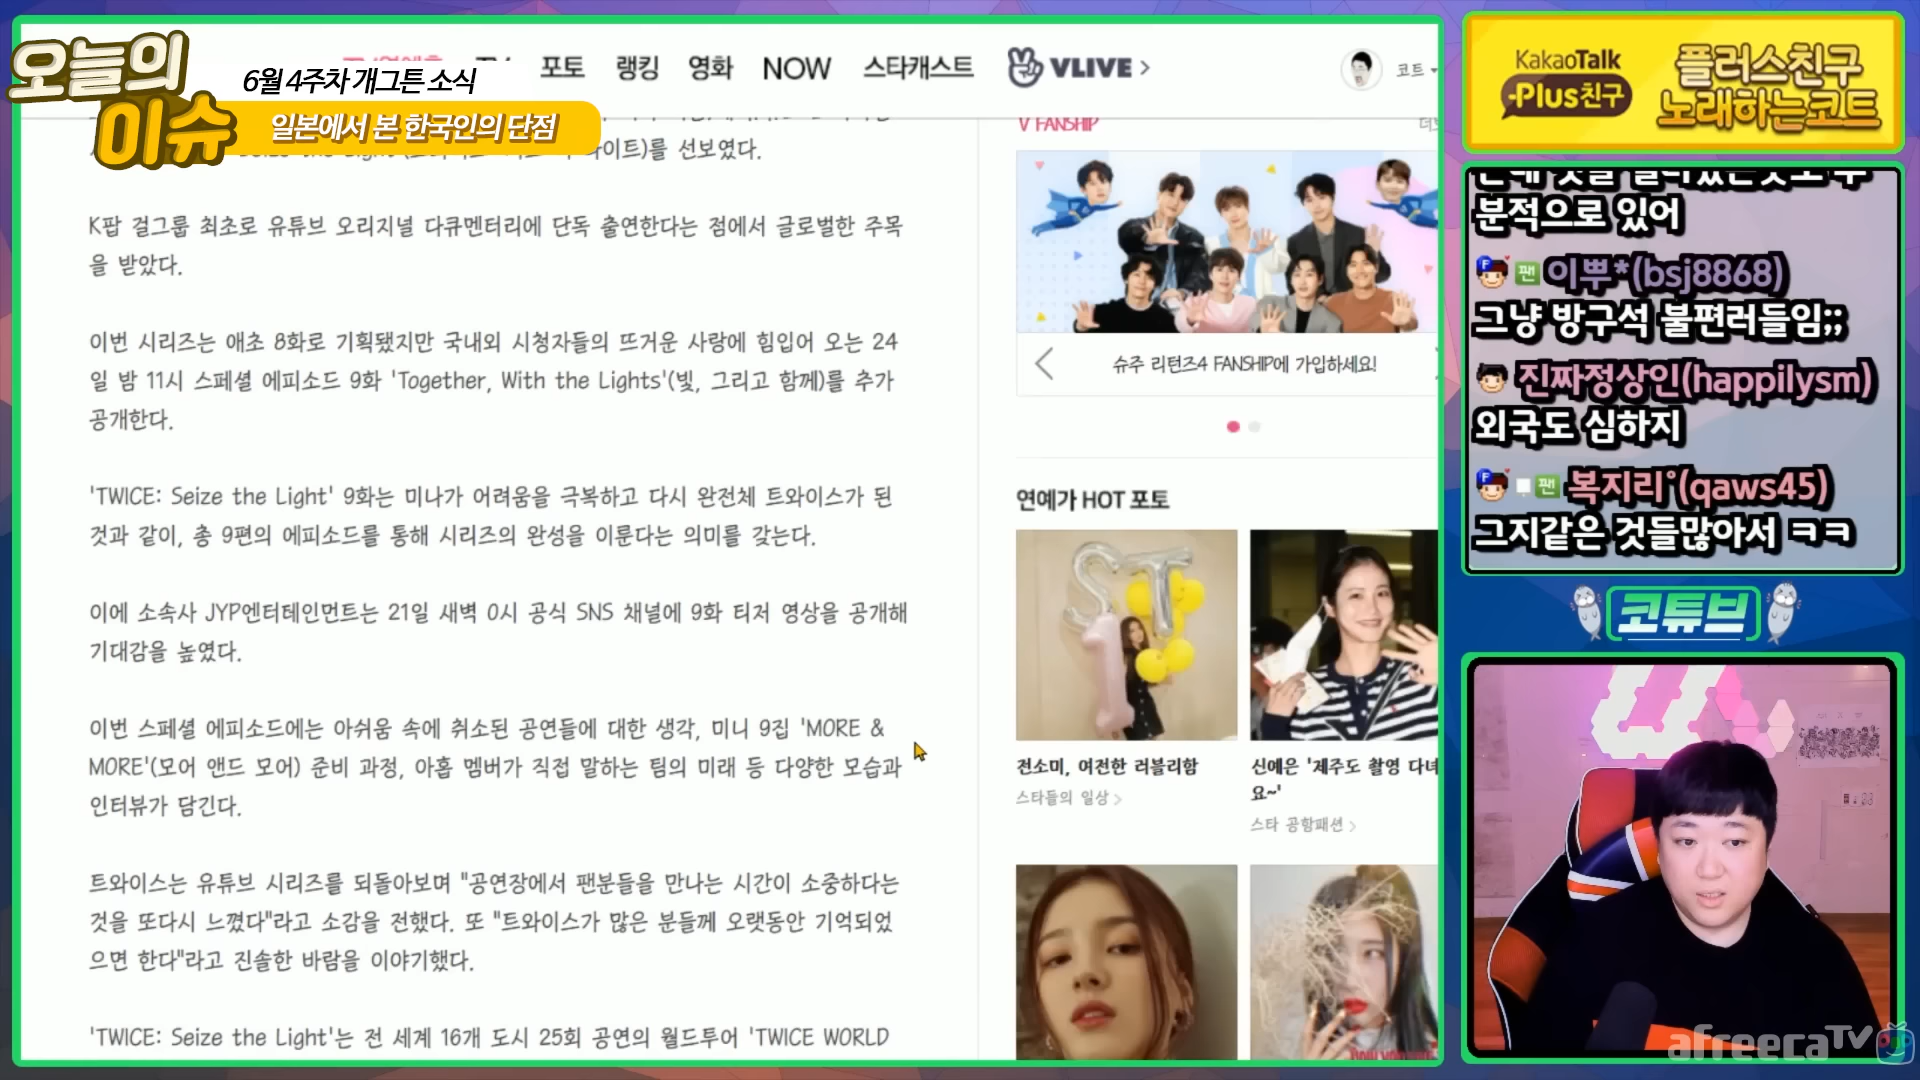 오늘의
이슈
6월 4주차 개그튼 소식
일본에서 본 한국인의 단점
포토 랭킹 영화 NOW 스타캐스트 VLIVE
코트
라이트)를 선보였다.
K팝 걸그룹 최초로 유튜브 오리지널 다큐멘터리에 단독 출연한다는 점에서 글로벌한 주목
을 받았다.
이번 시리즈는 애초 8화로 기획됐지만 국내외 시청자들의 뜨거운 사랑에 힘입어 오는 24
일 밤 11시 스페셜 에피소드 9화 'Together, With the Lights'(빛, 그리고 함께)를 추가
공개한다.
'TWICE: Seize the Light' 9화는 미나가 어려움을 극복하고 다시 완전체 트와이스가 된
것과 같이, 총 9편의 에피소드를 통해 시리즈의 완성을 이룬다는 의미를 갖는다.
이에 소속사 JYP엔터테인먼트는 21일 새벽 0시 공식 SNS 채널에 9화 티저 영상을 공개해
기대감을 높였다.
이번 스페셜 에피소드에는 아쉬움 속에 취소된 공연들에 대한 생각, 미니 9집 'MORE &
MORE'(모어 앤드 모어) 준비 과정, 아홉 멤버가 직접 말하는 팀의 미래 등 다양한 모습과
인터뷰가 담긴다.
트와이스는 유튜브 시리즈를 되돌아보며 "공연장에서 팬분들을 만나는 시간이 소중하다는
것을 또다시 느꼈다"라고 소감을 전했다. 또 "트와이스가 많은 분들께 오랫동안 기억되었
으면 한다"라고 진솔한 바람을 이야기했다.
'TWICE: Seize the Light'는 전 세계 16개 도시 25회 공연의 월드투어 'TWICE WORLD
V FANSHIP
슈주 리턴즈4 FANSHIP에 가입하세요!
연예가 HOT 포토
전소미, 여전한 러블리함
스타들의 일상
신예은 '제주도 촬영 다녀
요~'
스타 공항패션
KakaoTalk
Plus친구
플러스친구
노래하는코트
분적으로 있어
팬 이뿌*(bsj8868)
그냥 방구석 불편러들임;;
진짜정상인(happilysm)
외국도 심하지
팬 복지리˚(qaws45)
그지같은 것들많아서 ㅋㅋ
코튜브
afreecaTV